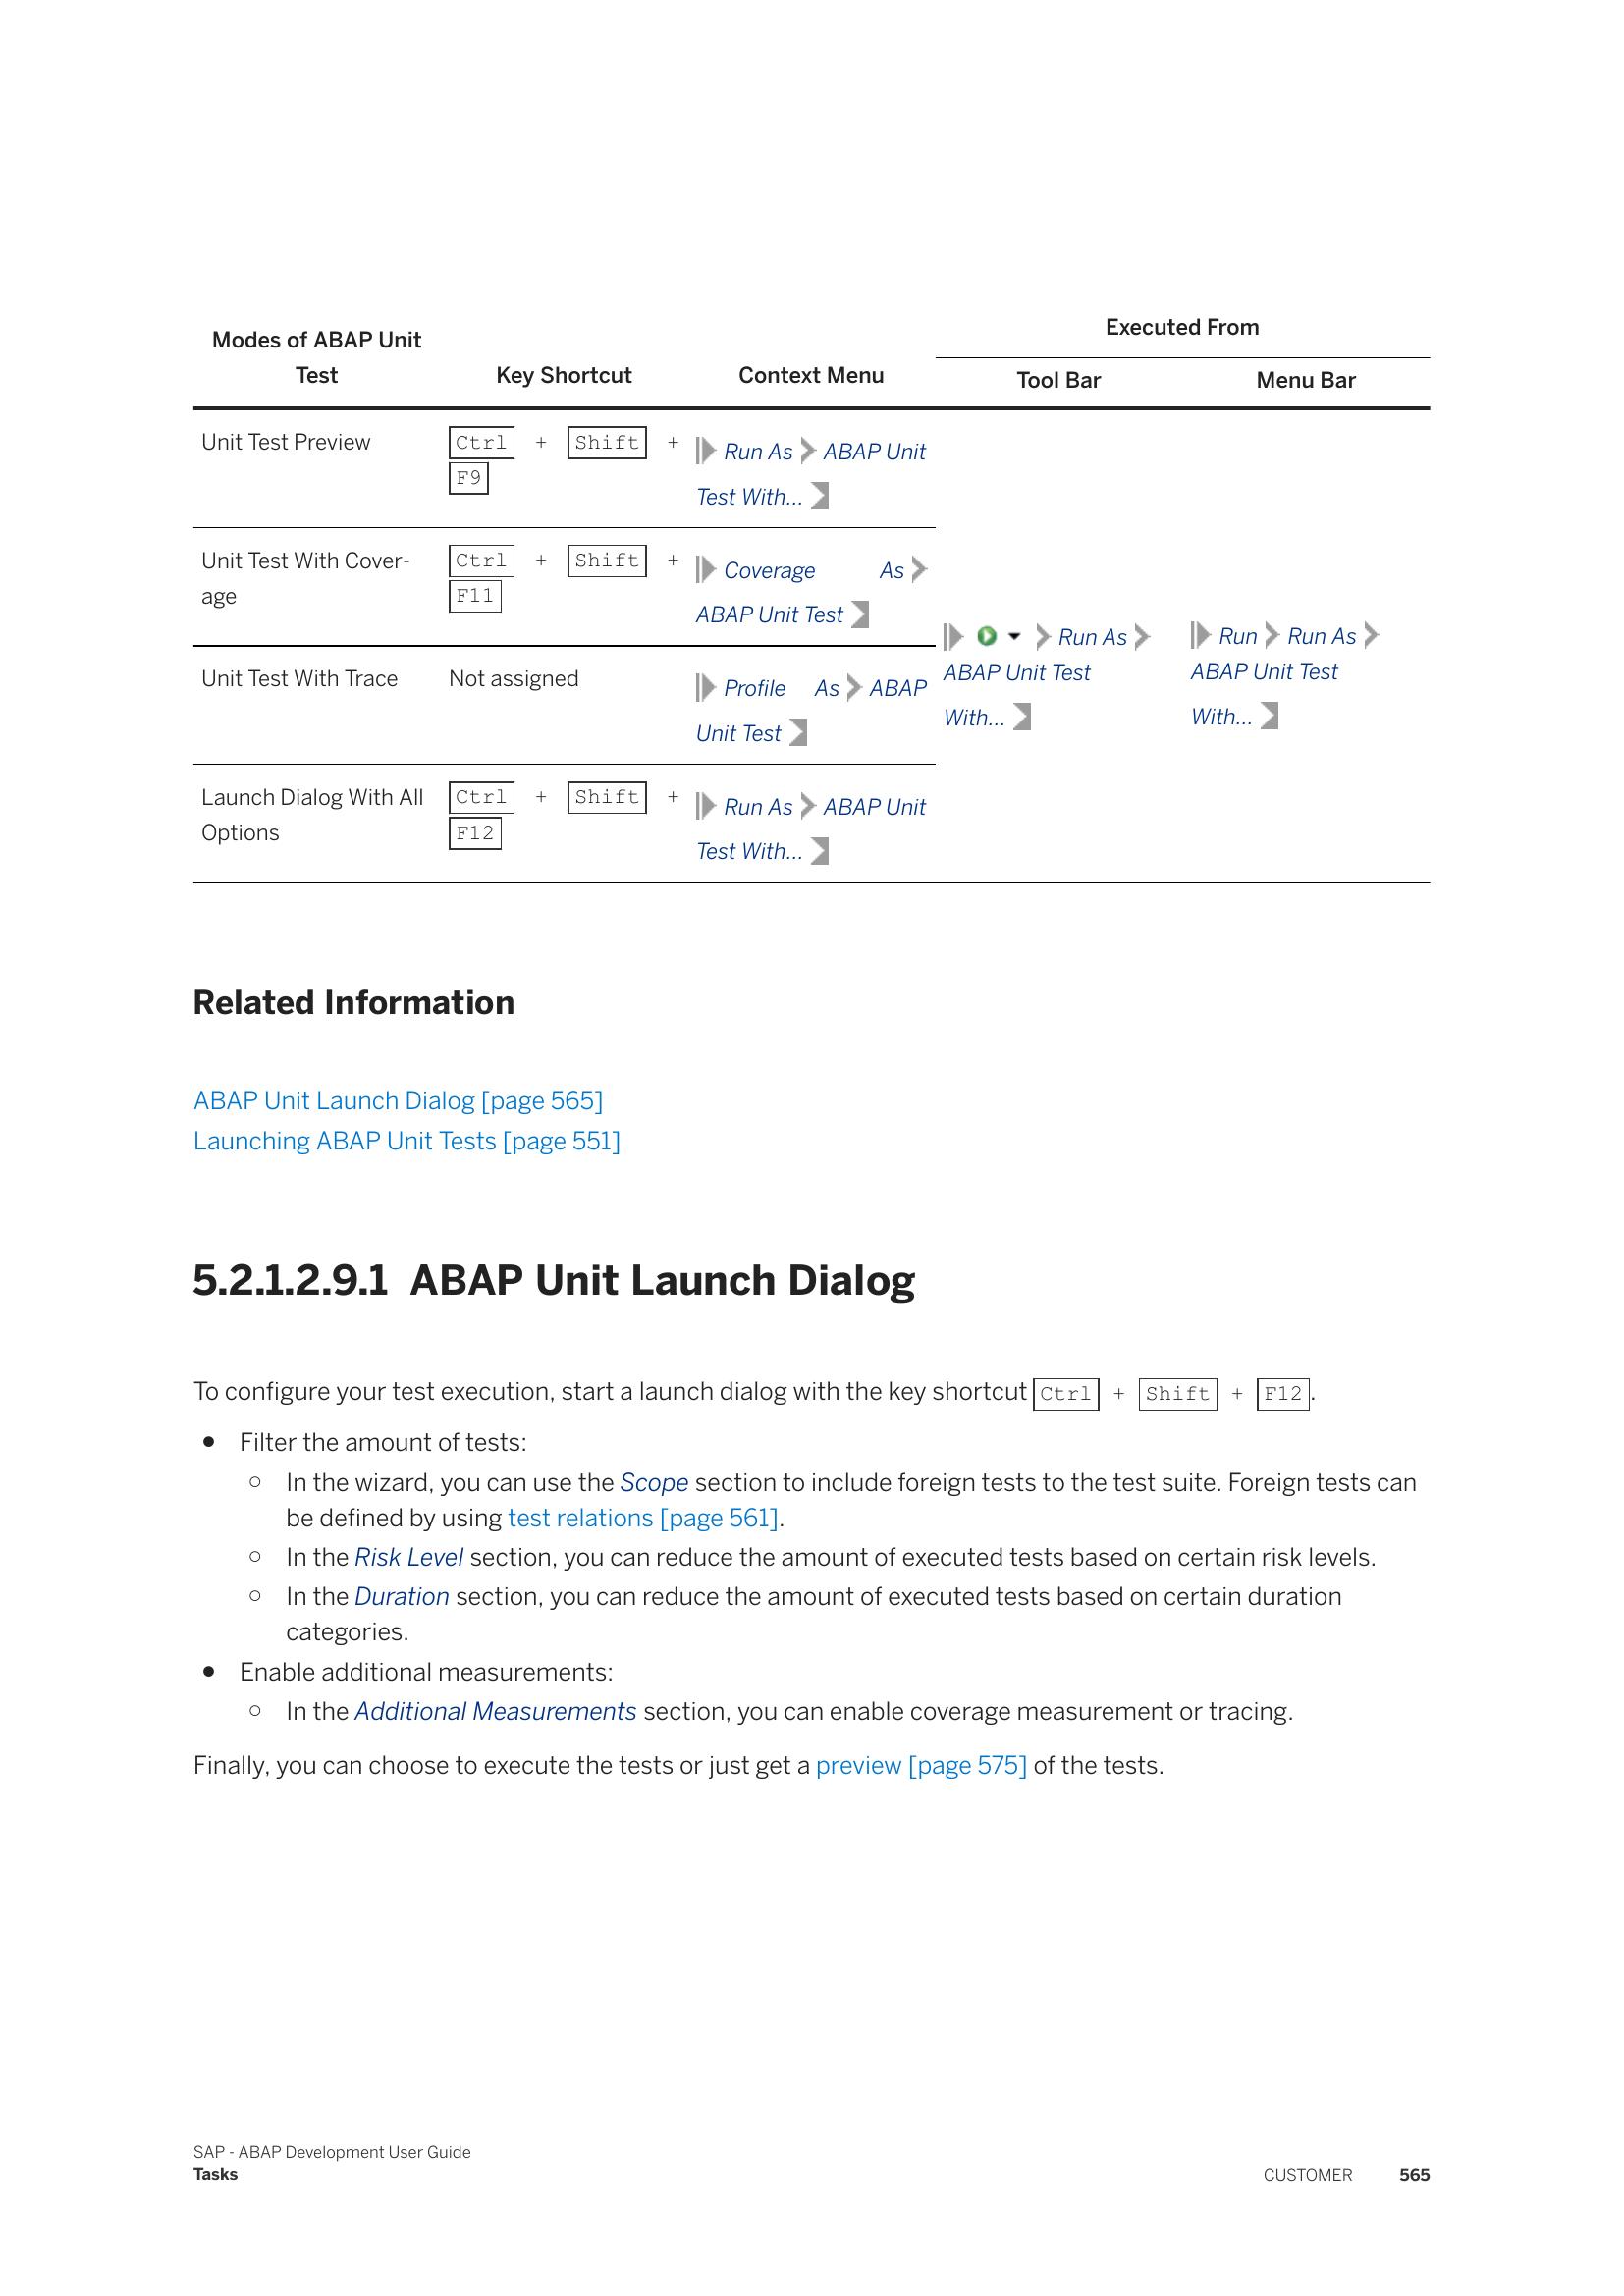 Executed From
Modes of ABAP Unit
Test Key Shortcut Context Menu Tool Bar Menu Bar
Unit Test Preview Ctrl + Shift + F9 Run As ABAP Unit
Test With...
Unit Test With Cover-
age
Ctrl + Shift +
F11
Coverage As
ABAP Unit Test
Unit Test With Trace Not assigned Profile As ABAP
Unit Test
Launch Dialog With All
Options
Ctrl + Shift +
F12
Run As ABAP Unit
Test With...
Run As
ABAP Unit Test
With...
Run Run As
ABAP Unit Test
With...
Related Information
ABAP Unit Launch Dialog [page 565]
Launching ABAP Unit Tests [page 551]
5.2.1.2.9.1 ABAP Unit Launch Dialog
To configure your test execution, start a launch dialog with the key shortcut Ctrl + Shift + F12.
● Filter the amount of tests:
○ In the wizard, you can use the Scope section to include foreign tests to the test suite. Foreign tests can
be defined by using test relations [page 561].
○ In the Risk Level section, you can reduce the amount of executed tests based on certain risk levels.
○ In the Duration section, you can reduce the amount of executed tests based on certain duration
categories.
● Enable additional measurements:
○ In the Additional Measurements section, you can enable coverage measurement or tracing.
Finally, you can choose to execute the tests or just get a preview [page 575] of the tests.
SAP - ABAP Development User Guide
Tasks CUSTOMER 565